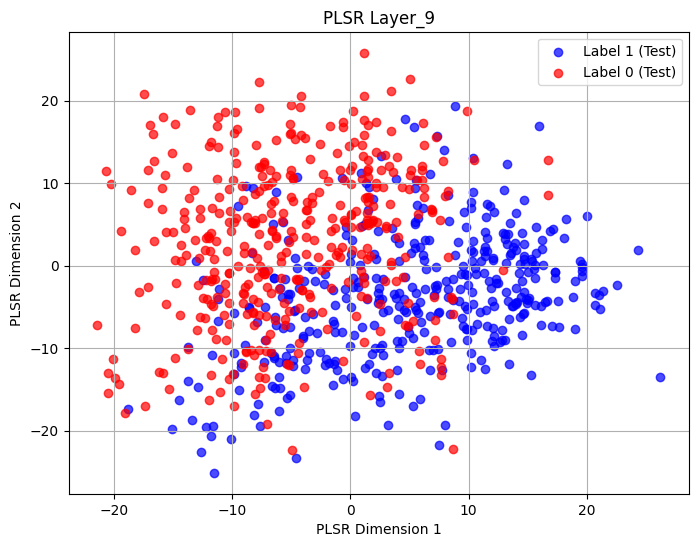 PLSR Layer_9
Label 1 (Test)
Label 0 (Test)
PLSR Dimension 2
20
10
0
−10
−20
−20
−10
0
10
20
PLSR Dimension 1